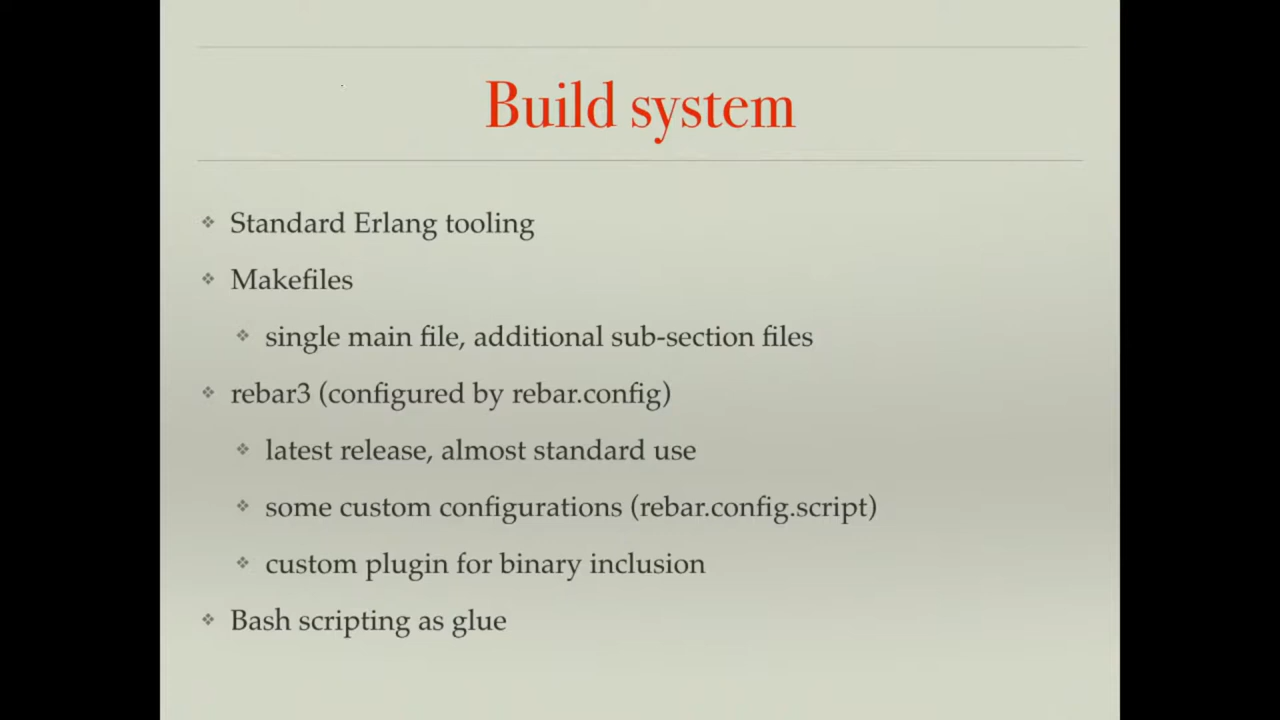 Build system
Standard Erlang tooling
Makefiles
single main file, additional sub-section files
rebar3 (configured by rebar.config)
latest release, almost standard use
some custom configurations (rebar.config.script)
custom plugin for binary inclusion
Bash scripting as glue